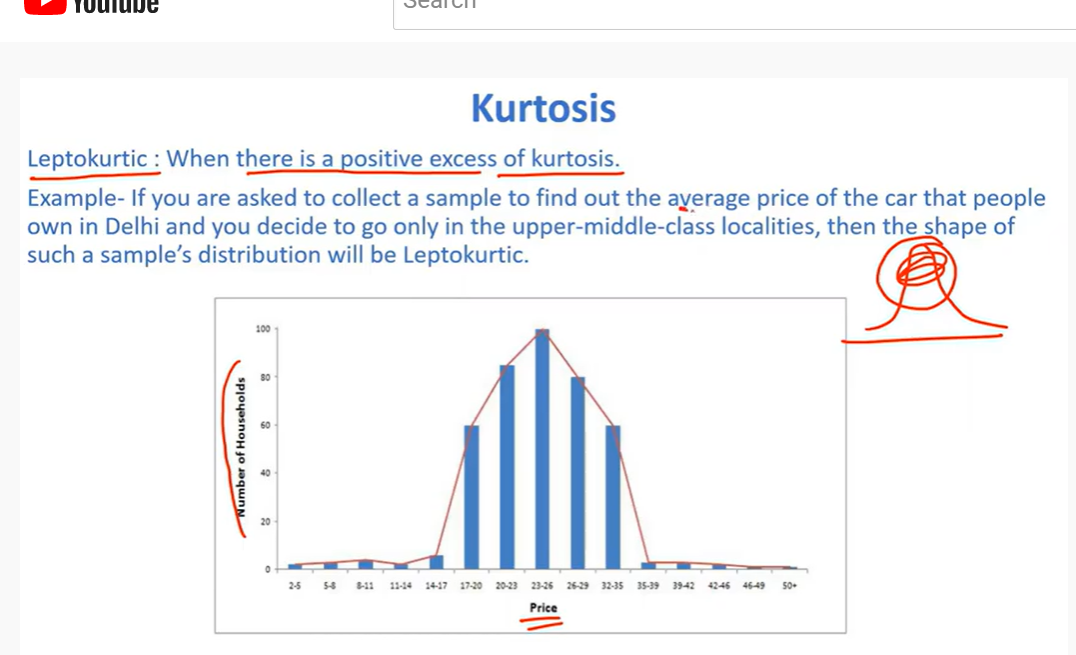 YouTube
Search
Kurtosis
Leptokurtic : When there is a positive excess of kurtosis.
Example- If you are asked to collect a sample to find out the average price of the car that people
own in Delhi and you decide to go only in the upper-middle-class localities, then the shape of
such a sample's distribution will be Leptokurtic.
Number of Households
100
80
60
40
20
0
2-5 5-8 8-11 11-14 14-17 17-20 20-23 23-26 26-29 32-35 35-39 39-42 42-46 46-49 50+
Price